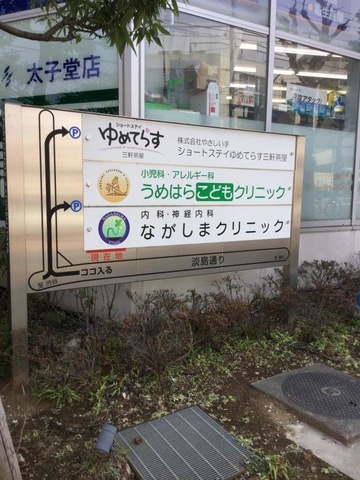 太子堂店
ショートステイ
ゆめてらす
三軒茶屋
株式会社やさしい手
ショートステイゆめてらす三軒茶屋
小児科・アレルギー科
うめはらこどもクリニック
内科・神経内科
ながしまクリニック
P
P
現在地
ココ入る
淡島通り
至渋谷